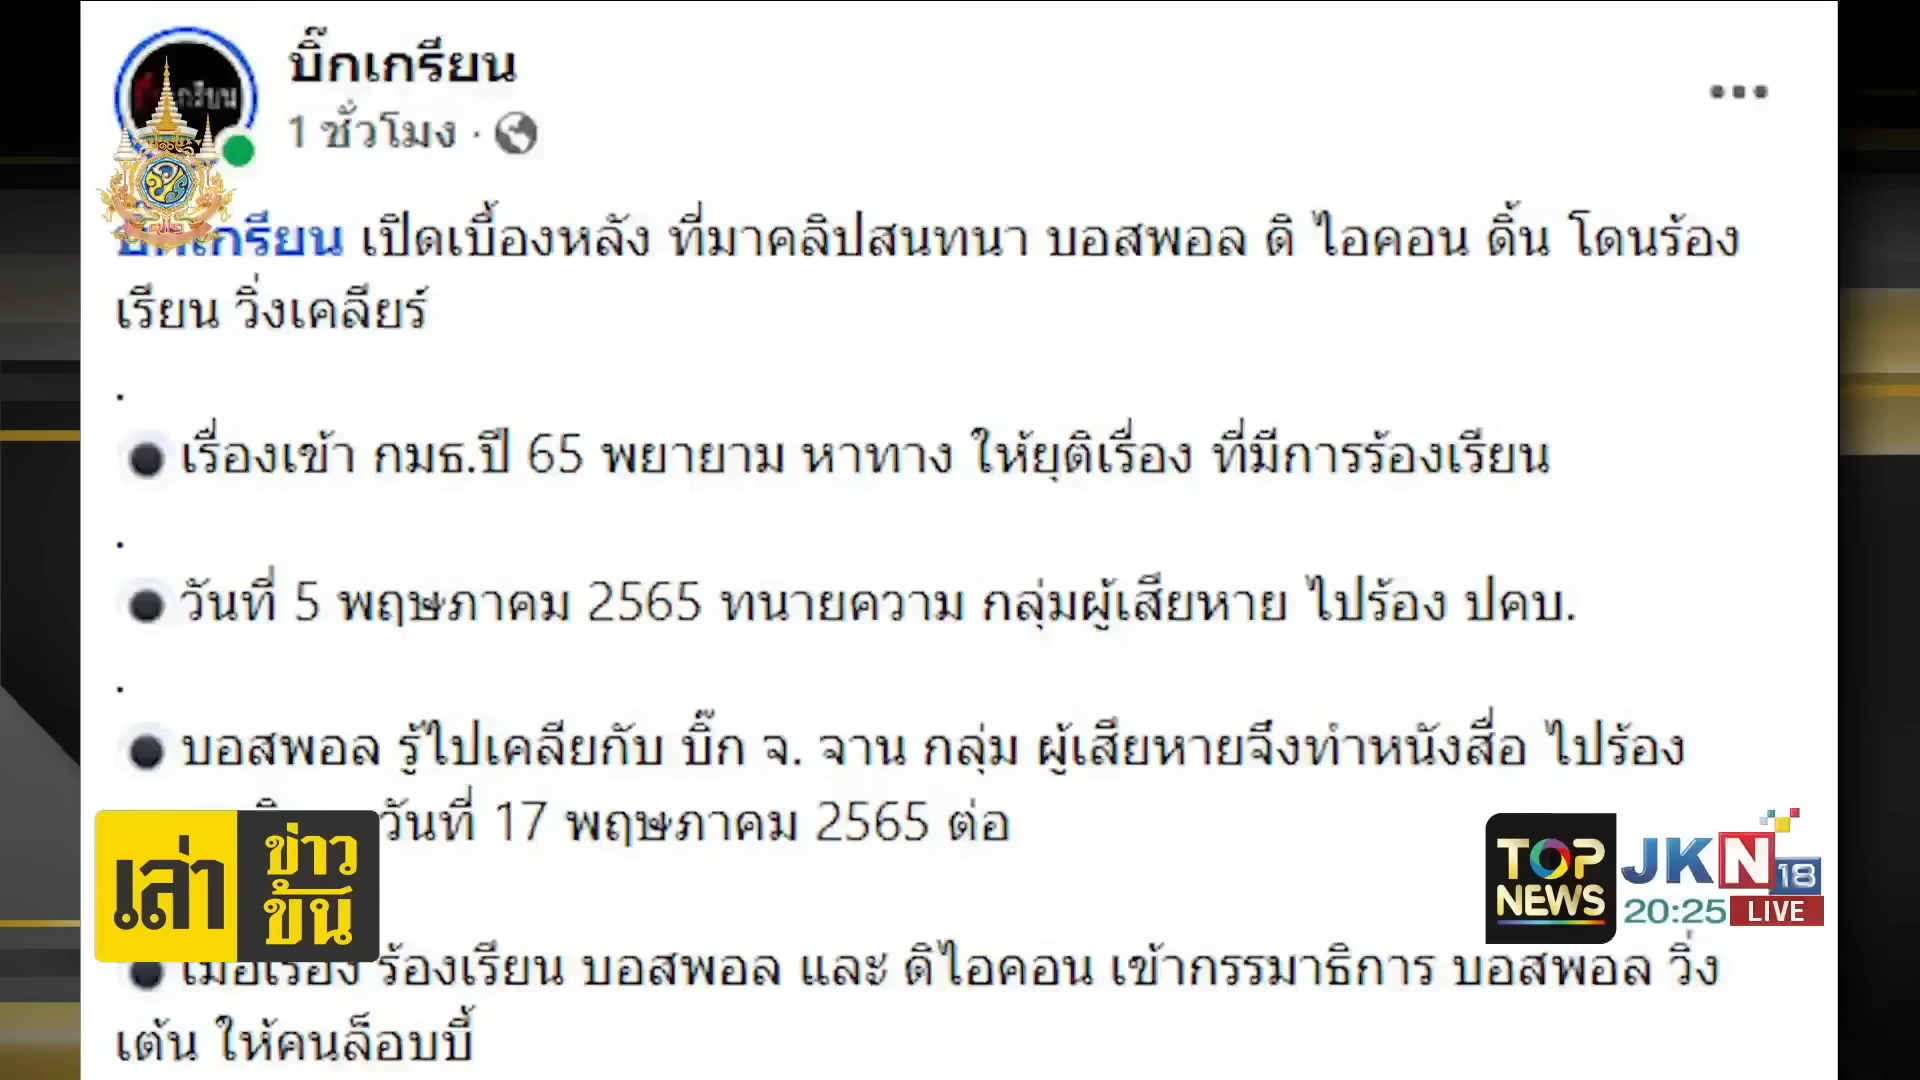 บิ๊กเกรียน
1 ชั่วโมง ·
บิ๊กเกรียน เปิดเบื้องหลัง ที่มาคลิปสนทนา บอสพอล ดิ ไอคอน ดิ้น โดนร้อง
เรียน วิ่งเคลียร์
.
เรื่องเข้า กมธ.ปี 65 พยายาม หาทาง ให้ยุติเรื่อง ที่มีการร้องเรียน
.
วันที่ 5 พฤษภาคม 2565 ทนายความ กลุ่มผู้เสียหาย ไปร้อง ปคบ.
.
บอสพอล รู้ไปเคลียกับ บิ๊ก จ. จาน กลุ่ม ผู้เสียหายจึงทำหนังสื่อ ไปร้อง
วันที่ 17 พฤษภาคม 2565 ต่อ
เมื่อเรื่อง ร้องเรียน บอสพอล และ ดิไอคอน เข้ากรรมาธิการ บอสพอล วิ่ง
เต้น ให้คนล็อบบี้
เล่า
ข่าว
ข้น
TOP
NEWS
JKN
18
20:25
LIVE